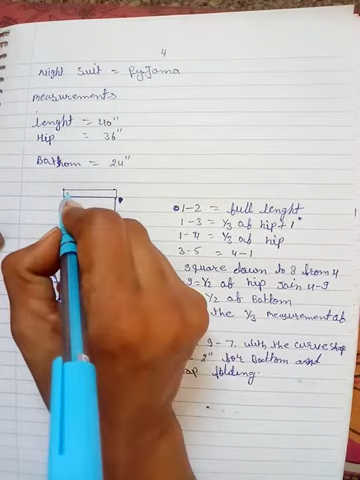 4
Night Suit = PyJama
measurements
lenght = 40"
Hip = 36"
Bottom = 24"
1-2 = full lenght
1-3 = 1/3 of hip + 1"
1-4 = 1/3 of hip
3-5 = 4-1
square down to 8 from 4
-9 = 1/2 of hip Join 4-9
1/2 of Bottom
the 1/3 measurement of
9-7. with the curve shap
2" for Bottom and
folding.